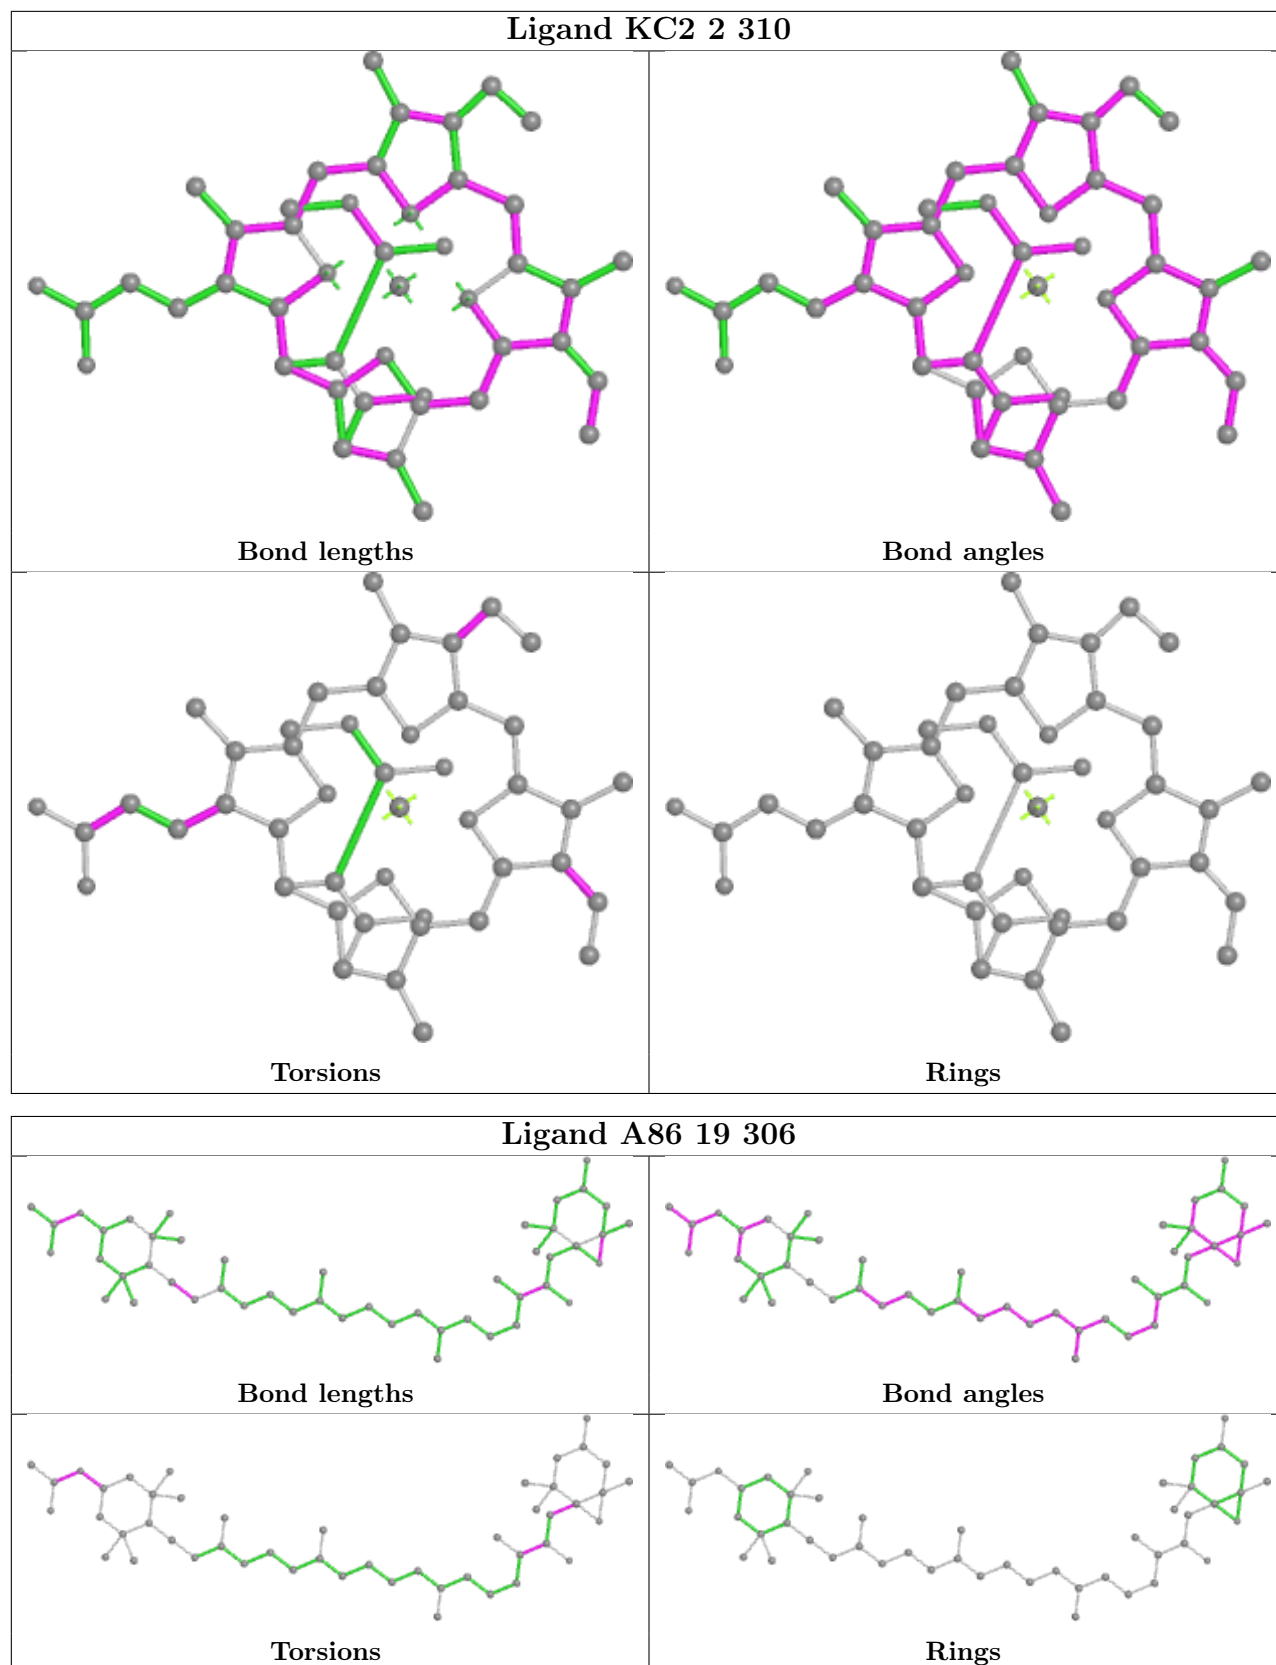 Ligand KC2 2 310
Bond lengths
Bond angles
Torsions
Rings
Ligand A86 19 306
Bond lengths
Bond angles
Torsions
Rings